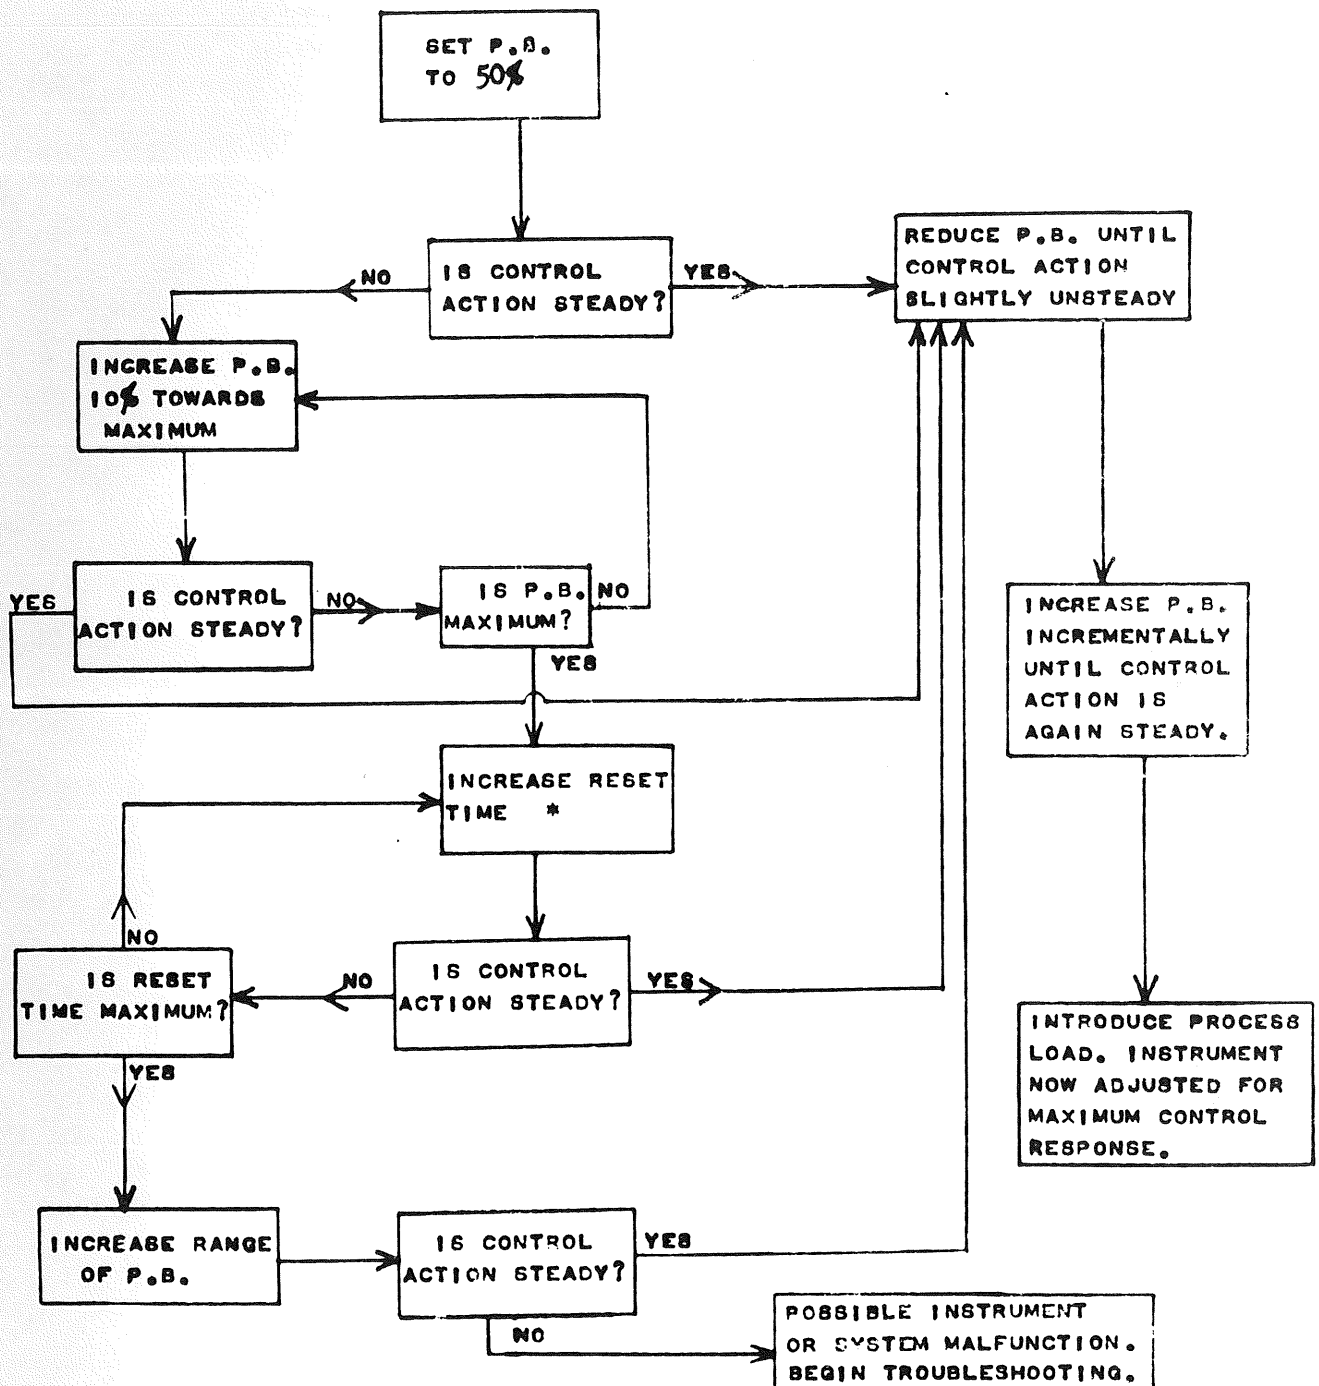 SET P.B.
TO 50%
IS CONTROL
ACTION STEADY?
NO
YES
REDUCE P.B. UNTIL
CONTROL ACTION
SLIGHTLY UNSTEADY
INCREASE P.B.
10% TOWARDS
MAXIMUM
YES
IS CONTROL
ACTION STEADY?
NO
IS P.B.
MAXIMUM?
NO
YES
INCREASE P.B.
INCREMENTALLY
UNTIL CONTROL
ACTION IS
AGAIN STEADY.
INCREASE RESET
TIME *
NO
IS RESET
TIME MAXIMUM?
NO
IS CONTROL
ACTION STEADY?
YES
YES
INTRODUCE PROCESS
LOAD. INSTRUMENT
NOW ADJUSTED FOR
MAXIMUM CONTROL
RESPONSE.
INCREASE RANGE
OF P.B.
IS CONTROL
ACTION STEADY?
YES
NO
POSSIBLE INSTRUMENT
OR SYSTEM MALFUNCTION.
BEGIN TROUBLESHOOTING.